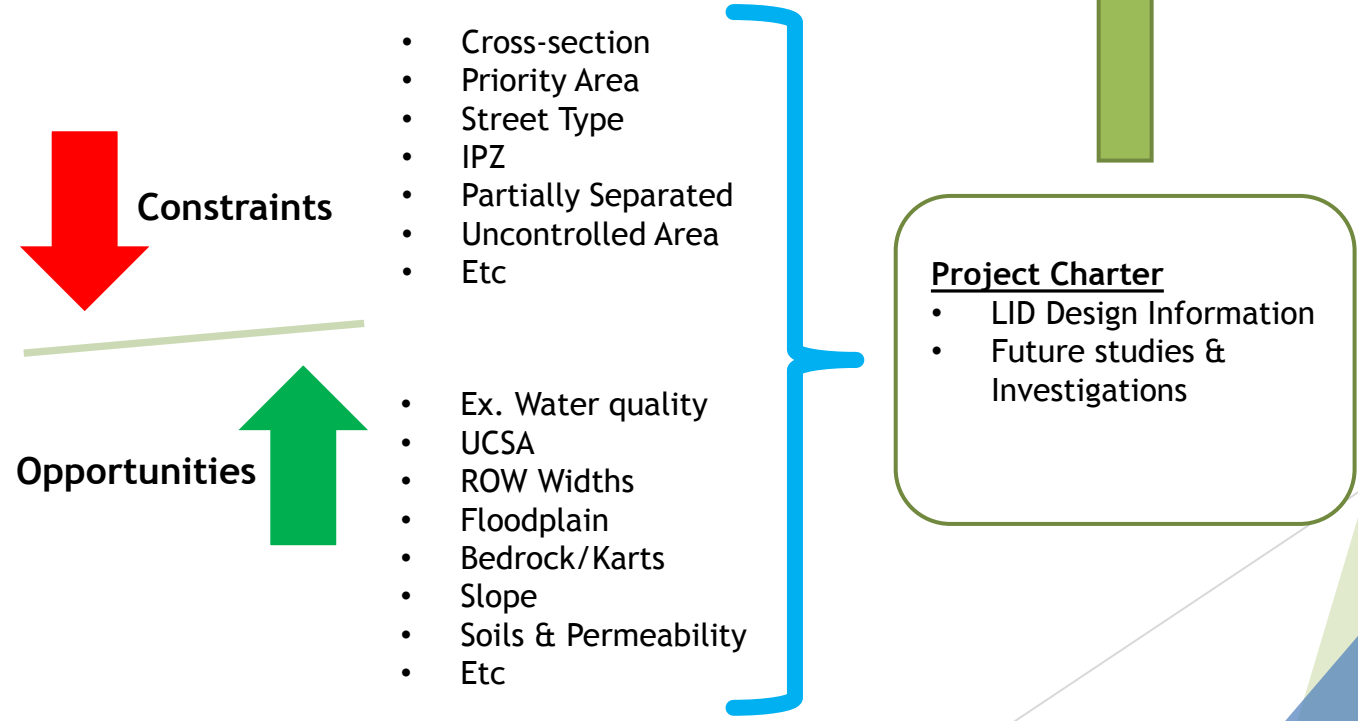 Constraints
• Cross-section
• Priority Area
• Street Type
• IPZ
• Partially Separated
• Uncontrolled Area
• Etc
Opportunities
• Ex. Water quality
• UCSA
• ROW Widths
• Floodplain
• Bedrock/Karts
• Slope
• Soils & Permeability
• Etc
Project Charter
• LID Design Information
• Future studies &
Investigations